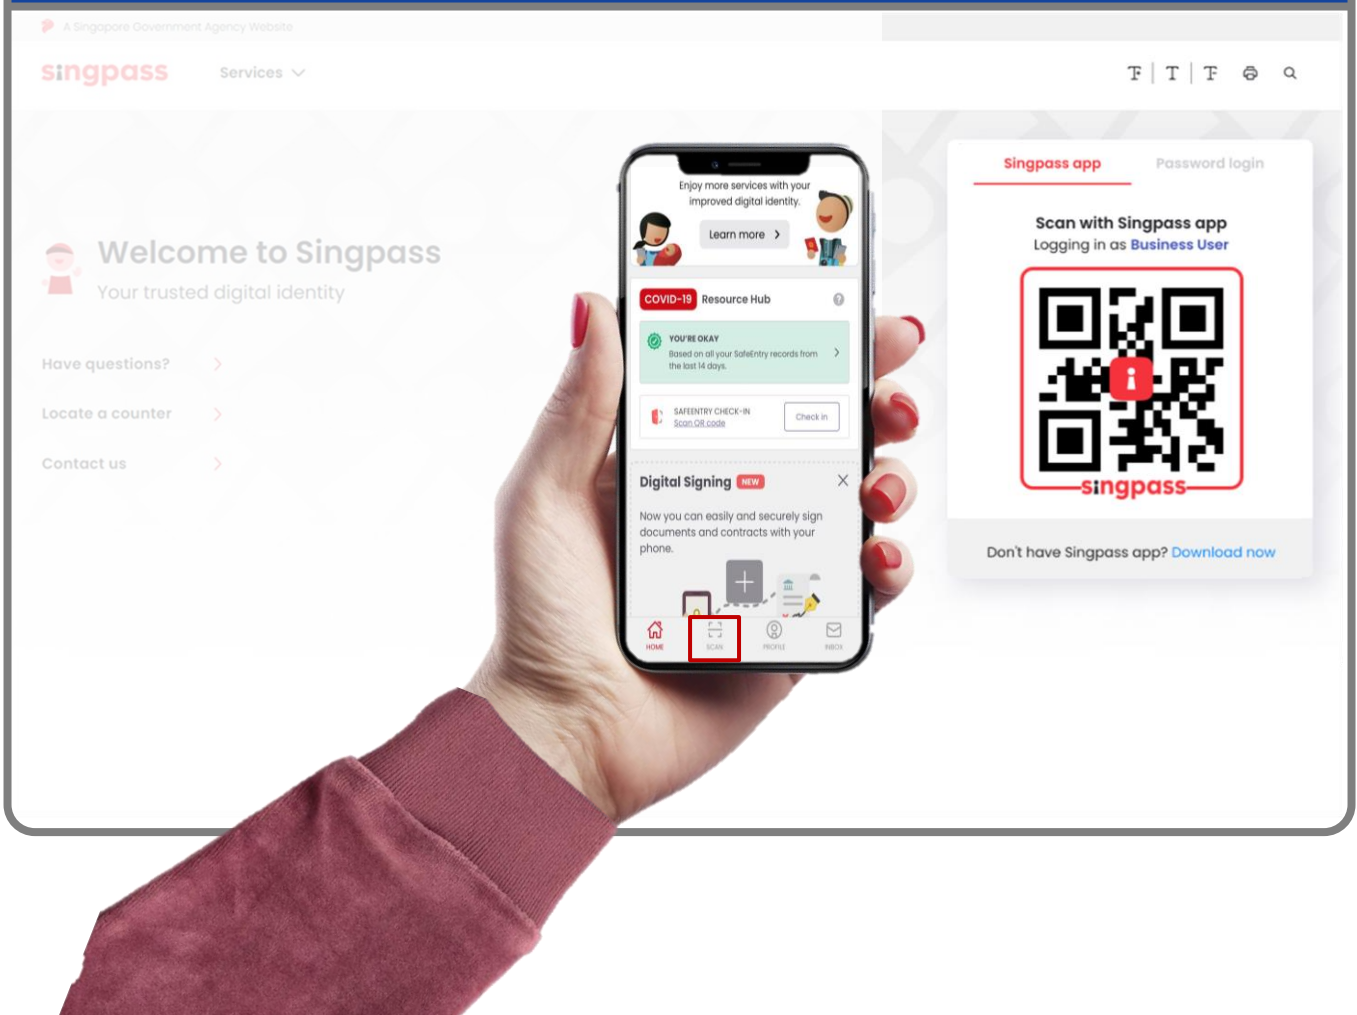 A Singapore Government Agency Website
singpass
Services
Welcome to Singpass
Your trusted digital identity
Have questions?
Locate a counter
Contact us
Enjoy more services with your
improved digital identity.
Learn more
COVID-19 Resource Hub
YOU'RE OKAY
Based on all your SafeEntry records from
the last 14 days.
SAFEENTRY CHECK-IN
Scan QR code
Check in
Digital Signing NEW
Now you can easily and securely sign
documents and contracts with your
phone.
HOME
SCAN
PROFILE
INBOX
Singpass app
Password login
Scan with Singpass app
Logging in as Business User
singpass
Don't have Singpass app? Download now